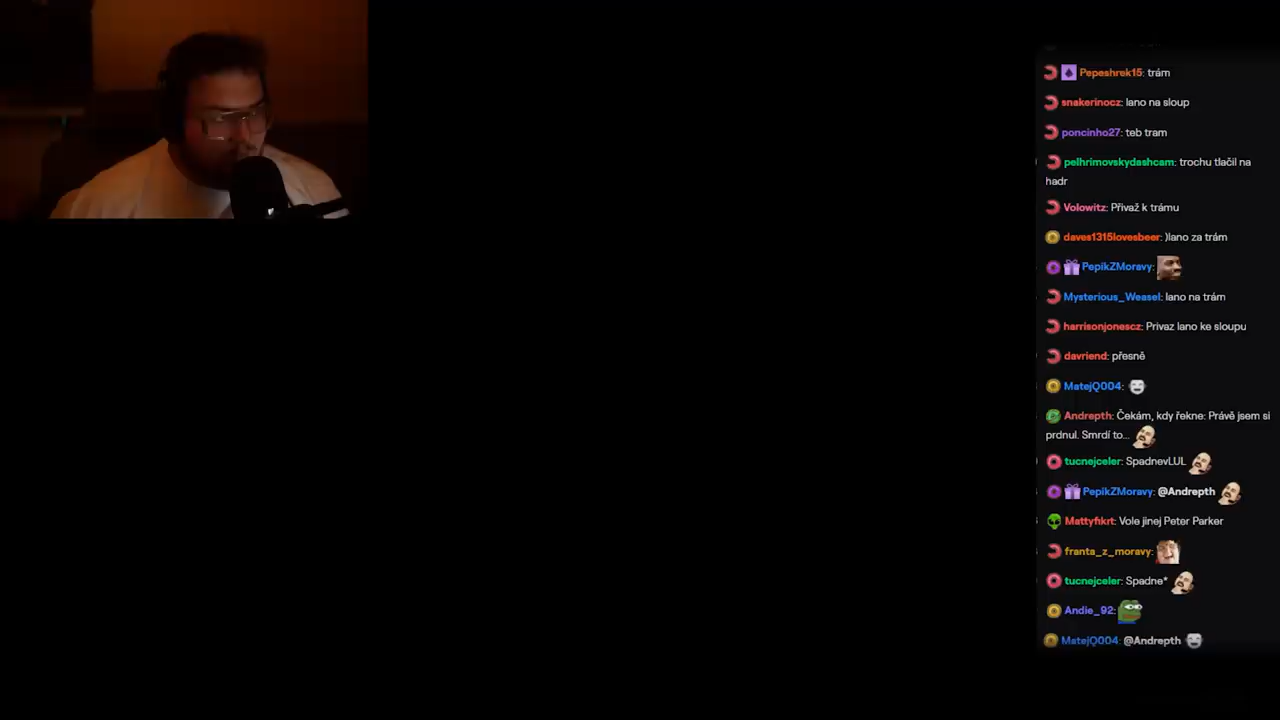 Pepeshrek15: trám
snakerinocz: lano na sloup
poncinho27: teb tram
pelhrimovskydashcam: trochu tlačil na
hadr
Volowitz: Přivaž k trámu
daves1315lovesbeer: )lano za trám
PepikZMoravy:
Mysterious_Weasel: lano na trám
harrisonjonescz: Privaz lano ke sloupu
davriend: přesně
MatejQ004:
Andrepth: Čekám, kdy řekne: Právě jsem si
prdnul. Smrdí to...
tucnejceler: SpadnevLUL
PepikZMoravy: @Andrepth
Mattyfikrt: Vole jinej Peter Parker
franta_z_moravy:
tucnejceler: Spadne*
Andie_92:
MatejQ004: @Andrepth